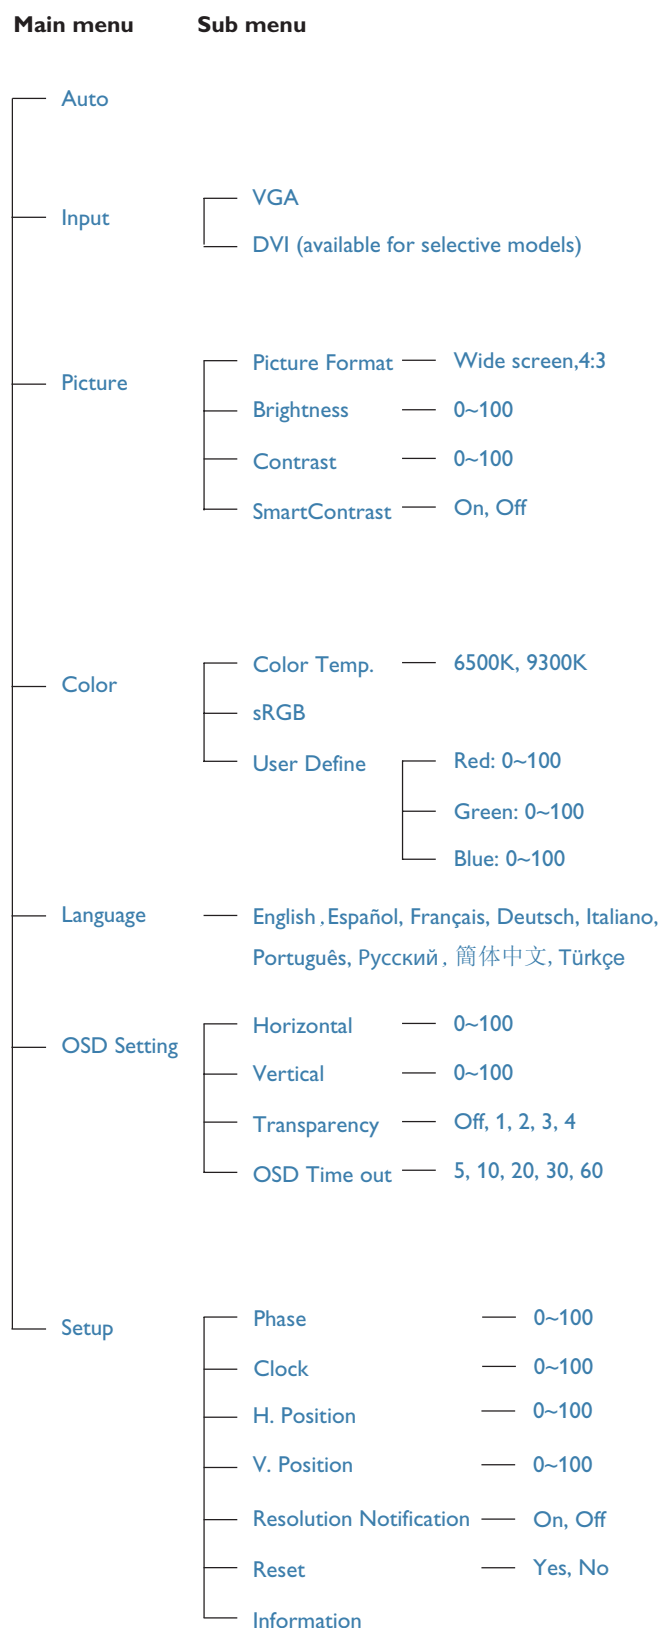 Main menu Sub menu
Auto
VGA
Input
DVI (available for selective models)
Picture Format Wide screen,4:3
Picture
Brightness 0~100
Contrast 0~100
SmartContrast On, Off
Color Temp. 6500K, 9300K
Color
sRGB
User Define Red: 0~100
Green: 0~100
Blue: 0~100
Language English, Español, Français, Deutsch, Italiano,
Português, Русский, 簡体中文, Türkçe
Horizontal 0~100
OSD Setting
Vertical 0~100
Transparency Off, 1, 2, 3, 4
OSD Time out 5, 10, 20, 30, 60
Phase 0~100
Setup
Clock 0~100
H. Position 0~100
V. Position 0~100
Resolution Notification On, Off
Reset Yes, No
Information